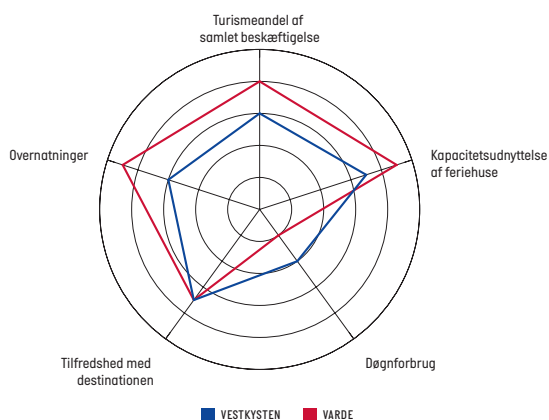 Turismeandel af
samlet beskæftigelse
Overnatninger
Kapacitetsudnyttelse
af feriehuse
Tilfredshed med
destinationen
Døgnforbrug
VESTKYSTEN
VARDE